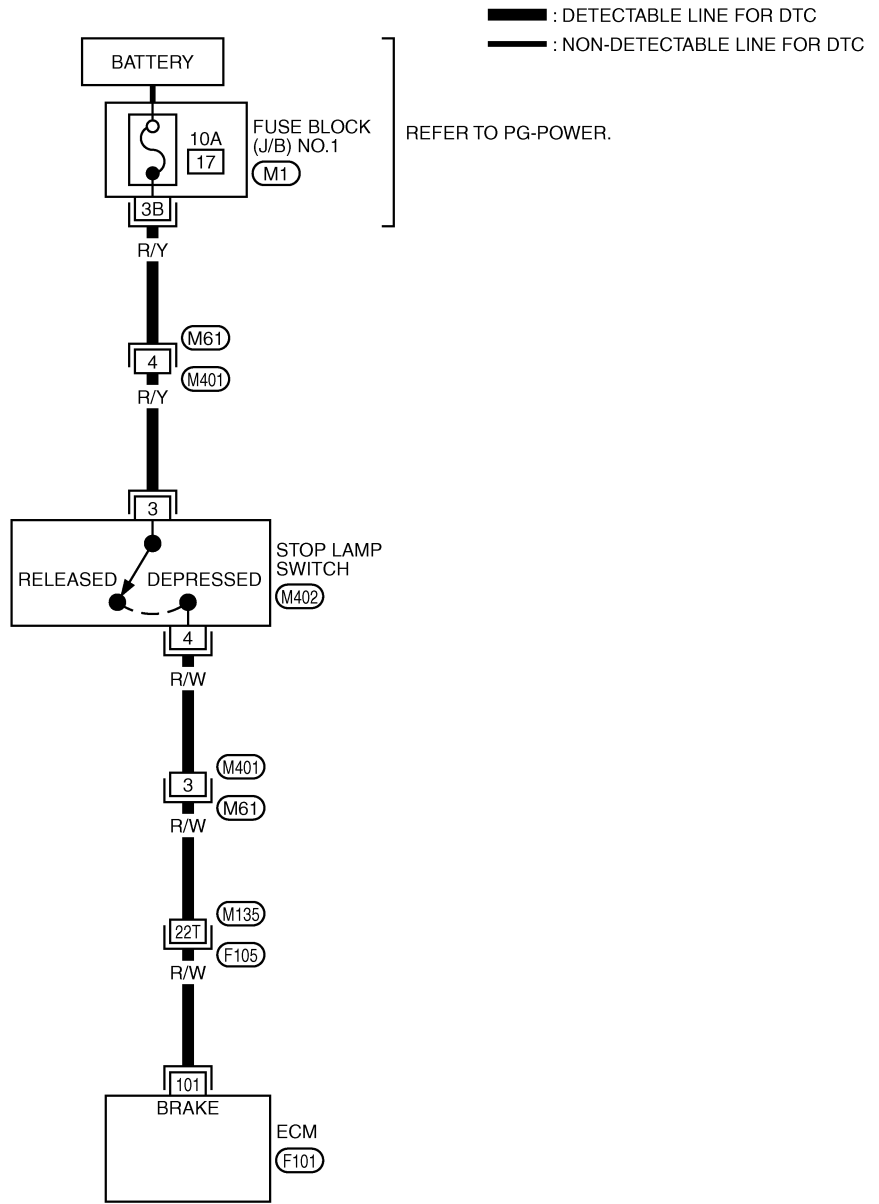 : DETECTABLE LINE FOR DTC
: NON-DETECTABLE LINE FOR DTC
BATTERY
10A
17
FUSE BLOCK
(J/B) NO.1
M1
REFER TO PG-POWER.
3B
R/Y
M61
4
M401
R/Y
3
RELEASED
DEPRESSED
STOP LAMP
SWITCH
M402
4
R/W
M401
3
M61
R/W
M135
22T
F105
R/W
101
BRAKE
ECM
F101